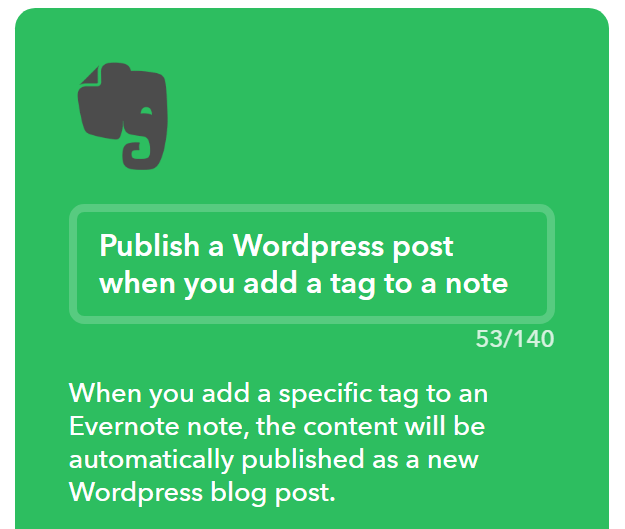 Publish a Wordpress post
when you add a tag to a note
53/140
When you add a specific tag to an
Evernote note, the content will be
automatically published as a new
Wordpress blog post.